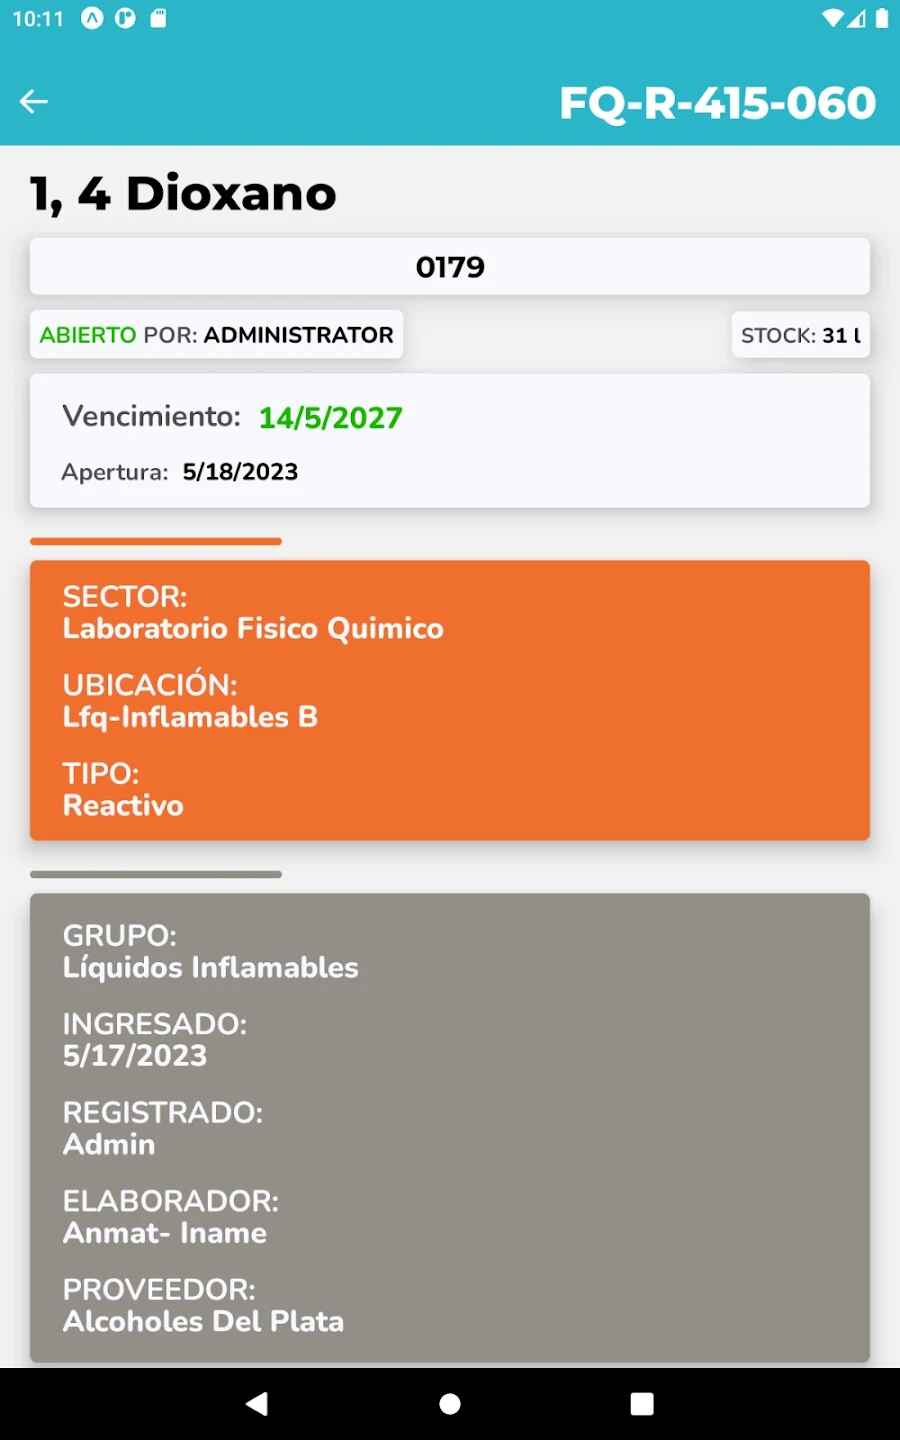 10:11
FQ-R-415-060
1, 4 Dioxano
0179
ABIERTO POR: ADMINISTRATOR
STOCK: 31 l
Vencimiento: 14/5/2027
Apertura: 5/18/2023
SECTOR:
Laboratorio Fisico Quimico
UBICACIÓN:
Lfq-Inflamables B
TIPO:
Reactivo
GRUPO:
Líquidos Inflamables
INGRESADO:
5/17/2023
REGISTRADO:
Admin
ELABORADOR:
Anmat- Iname
PROVEEDOR:
Alcoholes Del Plata